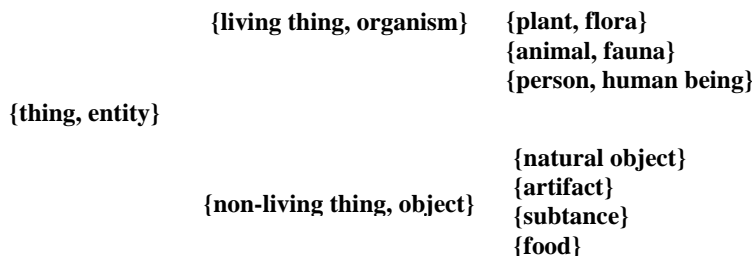 {living thing, organism} {plant, flora}
{animal, fauna}
{person, human being}
{thing, entity}
{natural object}
{artifact}
{non-living thing, object}
{subtance}
{food}